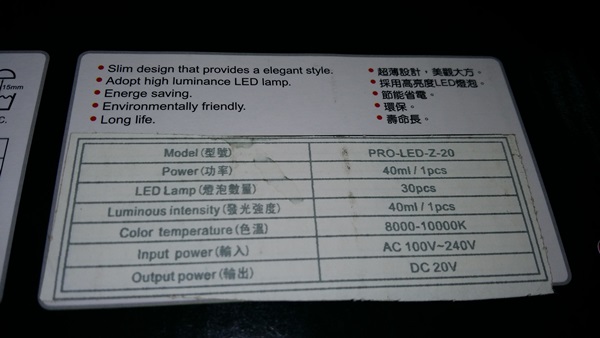 15mm
C.
• Slim design that provides a elegant style.
• Adopt high luminance LED lamp.
• Energe saving.
• Environmentally friendly.
• Long life.
• 超薄設計，美觀大方。
• 採用高亮度LED燈泡。
• 節能省電。
• 環保。
• 壽命長。
Model(型號) PRO-LED-Z-20
Power(功率) 40ml / 1pcs
LED Lamp(燈泡數量) 30pcs
Luminous intensity(發光強度) 40ml / 1pcs
Color temperature(色溫) 8000-10000K
Input power(輸入) AC 100V~240V
Output power(輸出) DC 20V